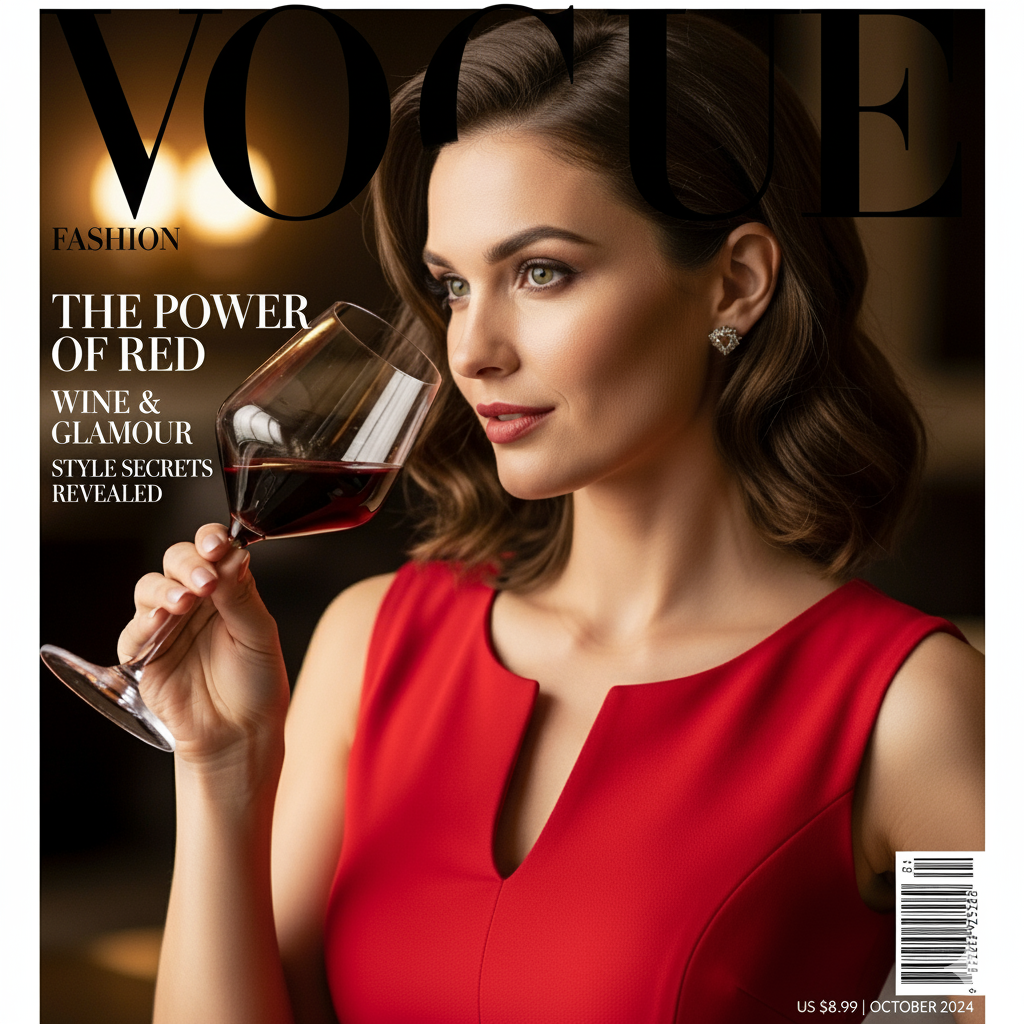 VOGUE
FASHION
THE POWER
OF RED
WINE &
GLAMOUR
STYLE SECRETS
REVEALED
US $8.99 | OCTOBER 2024